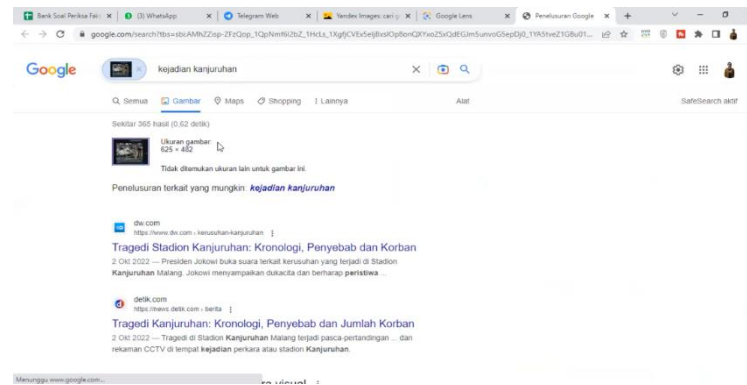 Bank Soal Periksa Fakt
(3) WhatsApp
Telegram Web
Yandex Images: cari g
Google Lens
Penelusuran Google
google.com/search?tbs=
Google
kejadian kanjuruhan
Semua Gambar Maps Shopping Lainnya Alat SafeSearch aktif
Sekitar 365 hasil (0,62 detik)
Ukuran gambar:
625 × 482
Tidak ditemukan ukuran lain untuk gambar ini.
Penelusuran terkait yang mungkin: kejadian kanjuruhan
dw.com
https://www.dw.com › kerusuhan-kanjuruhan
Tragedi Stadion Kanjuruhan: Kronologi, Penyebab dan Korban
2 Okt 2022 — Presiden Jokowi buka suara terkait kerusuhan yang terjadi di Stadion
Kanjuruhan Malang. Jokowi menyampaikan dukacita dan berharap peristiwa ...
detik.com
https://news.detik.com › berita
Tragedi Kanjuruhan: Kronologi, Penyebab dan Jumlah Korban
2 Okt 2022 — Tragedi di Stadion Kanjuruhan Malang terjadi pasca-pertandingan ... dan
rekaman CCTV di tempat kejadian perkara atau stadion Kanjuruhan.
Menunggu www.google.com...
visual